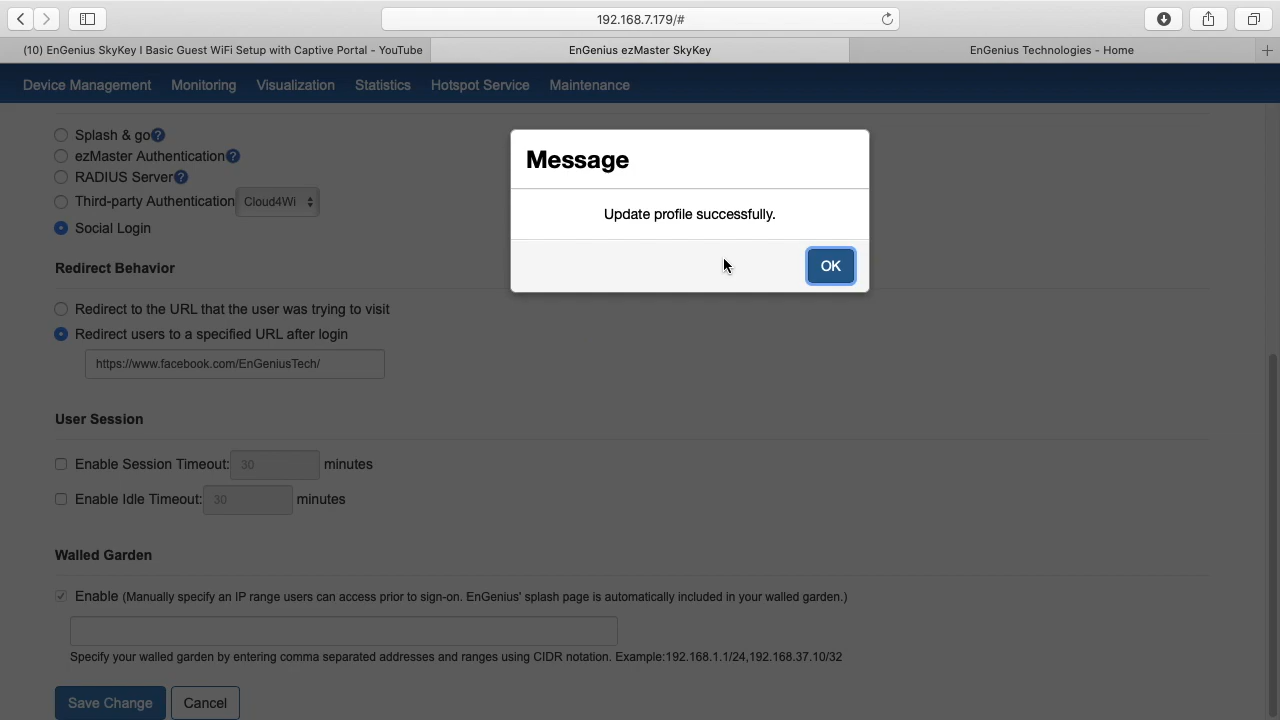 192.168.7.179/#
(10) EnGenius SkyKey I Basic Guest WiFi Setup with Captive Portal - YouTube
EnGenius ezMaster SkyKey
EnGenius Technologies - Home
Device Management Monitoring Visualization Statistics Hotspot Service Maintenance
Splash & go
ezMaster Authentication
RADIUS Server
Third-party Authentication Cloud4Wi
Social Login
Message
Update profile successfully.
OK
Redirect Behavior
Redirect to the URL that the user was trying to visit
Redirect users to a specified URL after login
https://www.facebook.com/EnGeniusTech/
User Session
Enable Session Timeout: 30 minutes
Enable Idle Timeout: 30 minutes
Walled Garden
Enable (Manually specify an IP range users can access prior to sign-on. EnGenius' splash page is automatically included in your walled garden.)
Specify your walled garden by entering comma separated addresses and ranges using CIDR notation. Example:192.168.1.1/24,192.168.37.10/32
Save Change Cancel